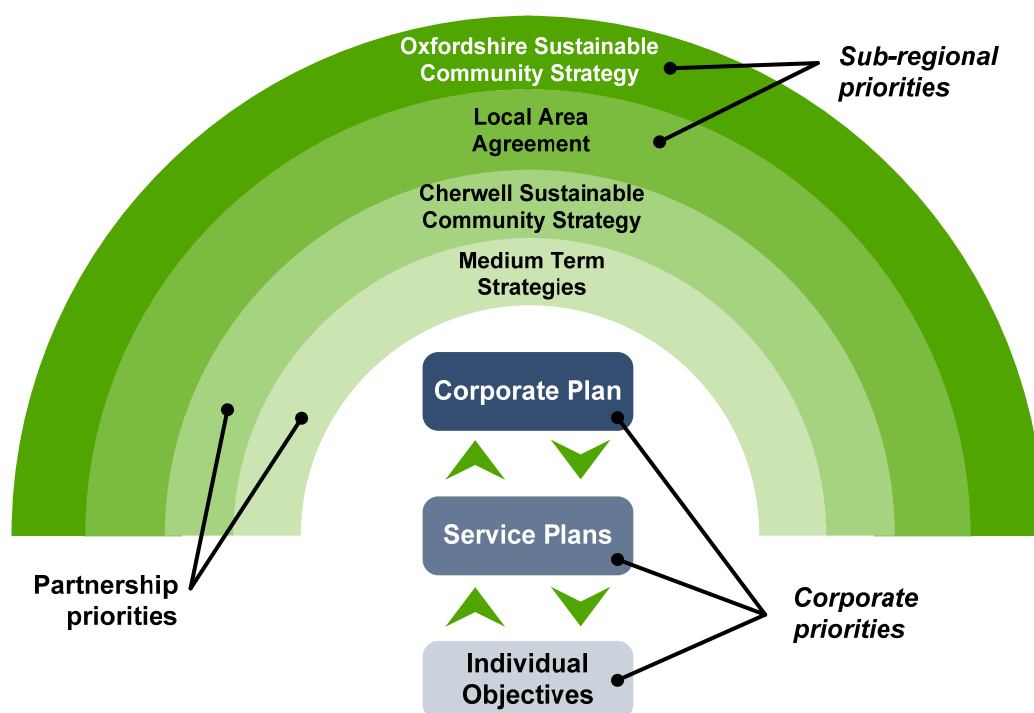 Oxfordshire Sustainable
Community Strategy
Sub-regional
priorities
Local Area
Agreement
Cherwell Sustainable
Community Strategy
Medium Term
Strategies
Corporate Plan
Service Plans
Partnership
priorities
Corporate
priorities
Individual
Objectives